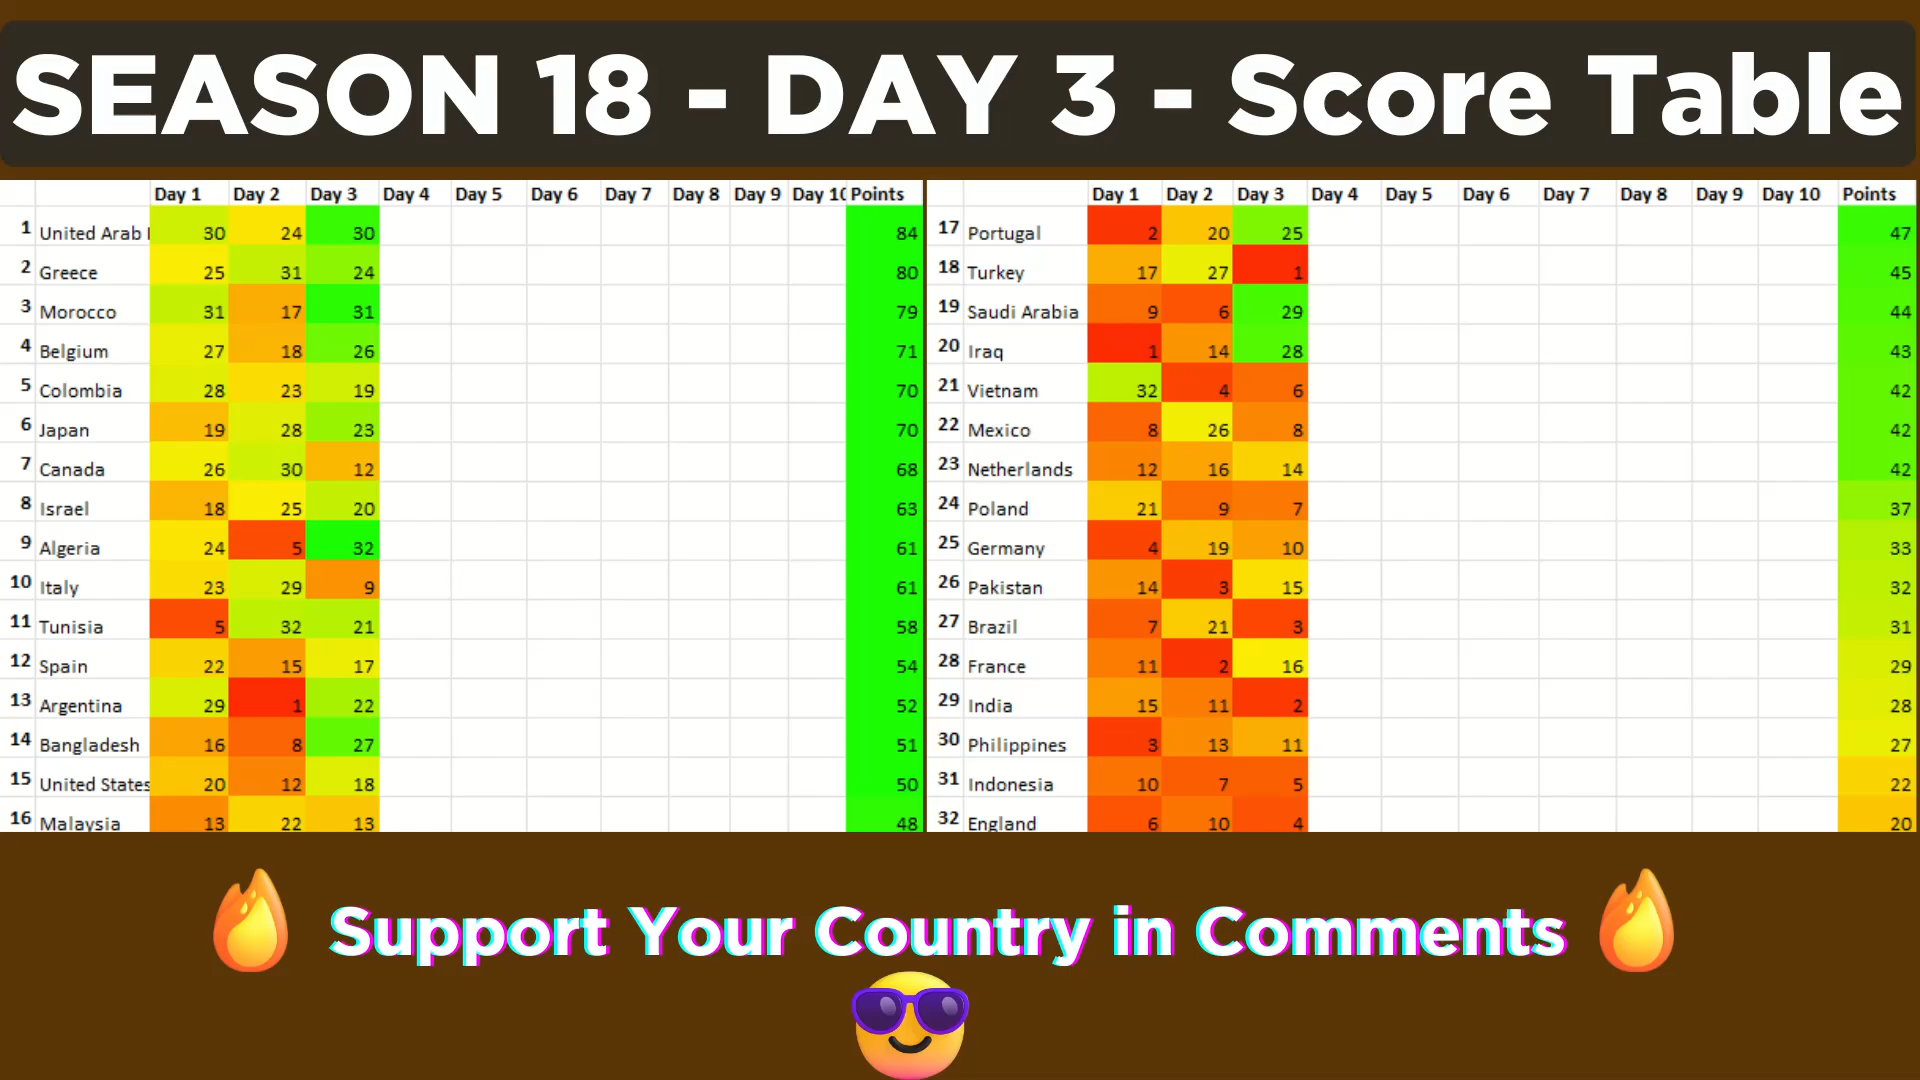 SEASON 18 - DAY 3 - Score Table
Day 1 Day 2 Day 3 Day 4 Day 5 Day 6 Day 7 Day 8 Day 9 Day 10 Points
1 United Arab 30 24 30 84
2 Greece 25 31 24 80
3 Morocco 31 17 31 79
4 Belgium 27 18 26 71
5 Colombia 28 23 19 70
6 Japan 19 28 23 70
7 Canada 26 30 12 68
8 Israel 18 25 20 63
9 Algeria 24 5 32 61
10 Italy 23 29 9 61
11 Tunisia 5 32 21 58
12 Spain 22 15 17 54
13 Argentina 29 1 22 52
14 Bangladesh 16 8 27 51
15 United States 20 12 18 50
16 Malaysia 13 22 13 48
Day 1 Day 2 Day 3 Day 4 Day 5 Day 6 Day 7 Day 8 Day 9 Day 10 Points
17 Portugal 2 20 25 47
18 Turkey 17 27 1 45
19 Saudi Arabia 9 6 29 44
20 Iraq 1 14 28 43
21 Vietnam 32 4 6 42
22 Mexico 8 26 8 42
23 Netherlands 12 16 14 42
24 Poland 21 9 7 37
25 Germany 4 19 10 33
26 Pakistan 14 3 15 32
27 Brazil 7 21 3 31
28 France 11 2 16 29
29 India 15 11 2 28
30 Philippines 3 13 11 27
31 Indonesia 10 7 5 22
32 England 6 10 4 20
Support Your Country in Comments